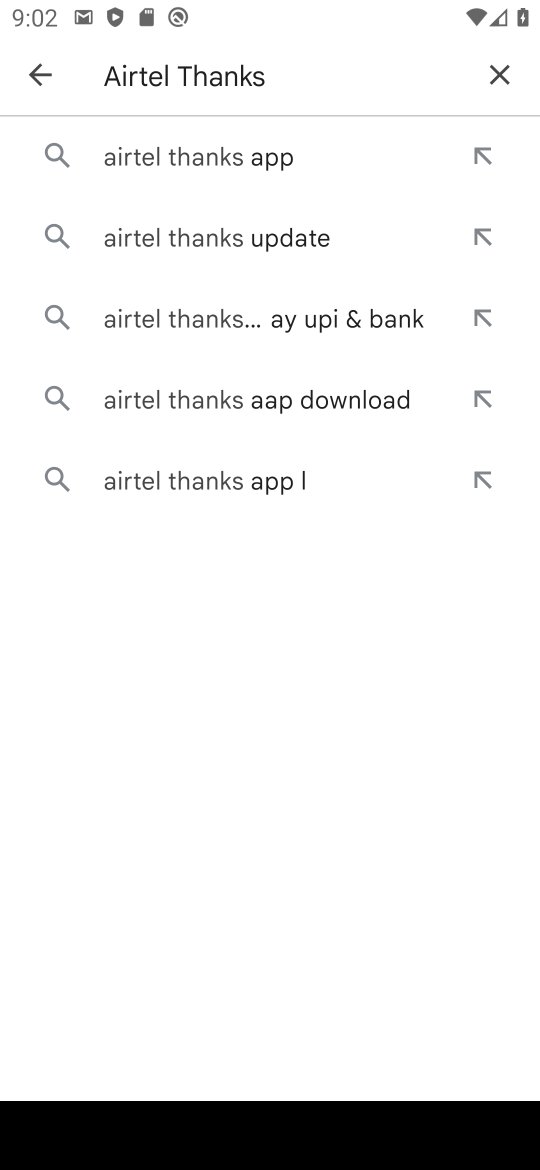 9:02
Airtel Thanks
airtel thanks app
airtel thanks update
airtel thanks... ay upi & bank
airtel thanks aap download
airtel thanks app l